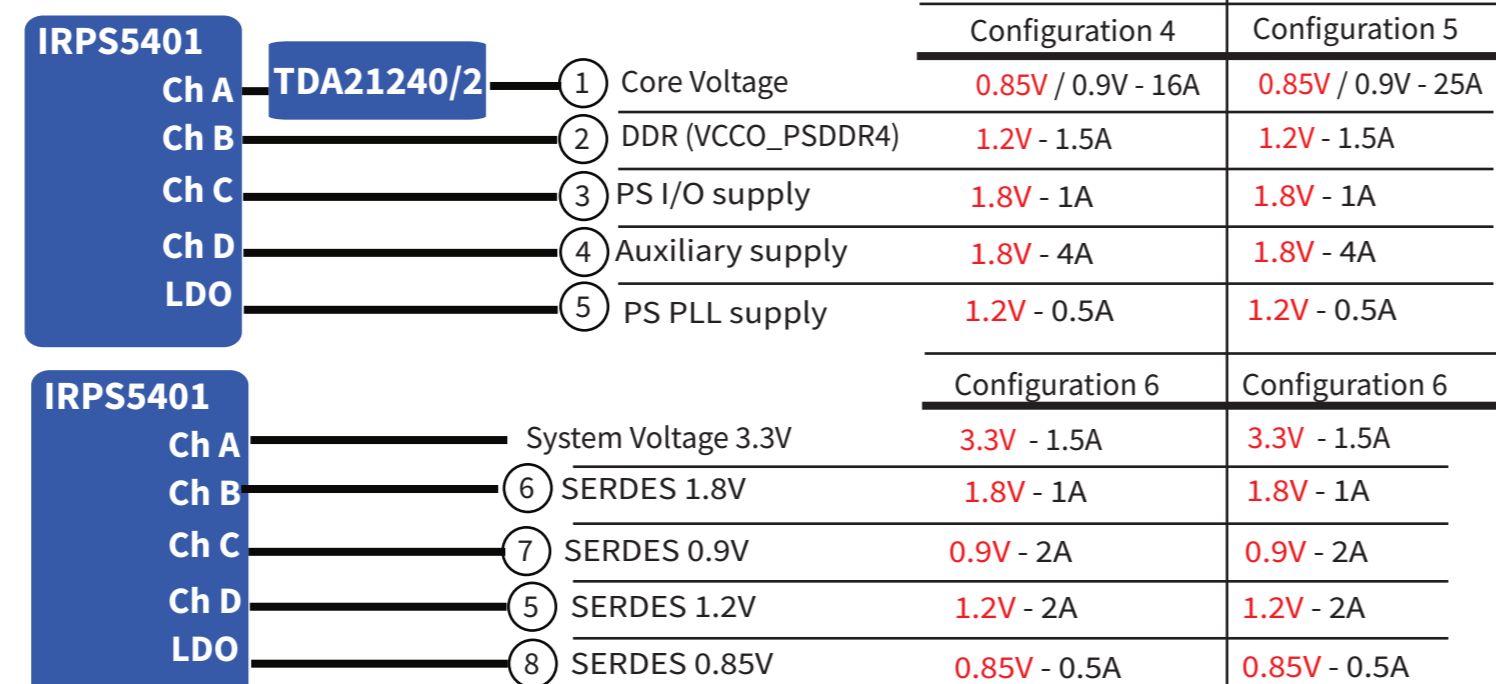 Configuration 4 Configuration 5
IRPS5401
Ch A TDA21240/2 1 Core Voltage 0.85V / 0.9V - 16A 0.85V / 0.9V - 25A
Ch B 2 DDR (VCCO_PSDDR4) 1.2V - 1.5A 1.2V - 1.5A
Ch C 3 PS I/O supply 1.8V - 1A 1.8V - 1A
Ch D 4 Auxiliary supply 1.8V - 4A 1.8V - 4A
LDO 5 PS PLL supply 1.2V - 0.5A 1.2V - 0.5A
IRPS5401 Configuration 6 Configuration 6
Ch A System Voltage 3.3V 3.3V - 1.5A 3.3V - 1.5A
Ch B 6 SERDES 1.8V 1.8V - 1A 1.8V - 1A
Ch C 7 SERDES 0.9V 0.9V - 2A 0.9V - 2A
Ch D 5 SERDES 1.2V 1.2V - 2A 1.2V - 2A
LDO 8 SERDES 0.85V 0.85V - 0.5A 0.85V - 0.5A